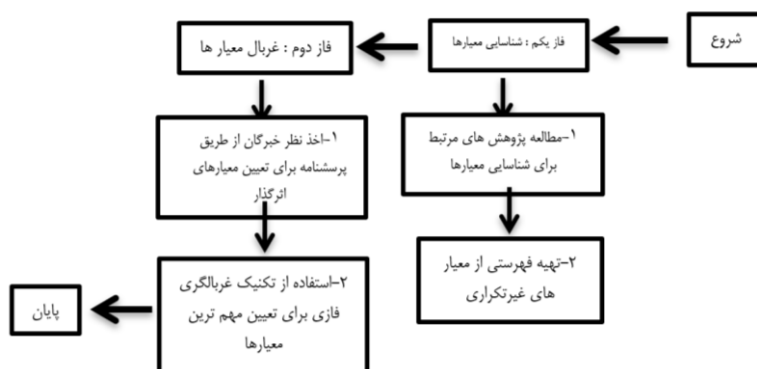 شروع
فاز یکم : شناسایی معیارها
۱-مطالعه پژوهش های مرتبط
برای شناسایی معیارها
۲-تهیه فهرستی از معیار
های غیرتکراری
فاز دوم : غربال معیار ها
۱-اخذ نظر خبرگان از طریق
پرسشنامه برای تعیین معیارهای
اثرگذار
۲-استفاده از تکنیک غربالگری
فازی برای تعیین مهم ترین
معیارها
پایان